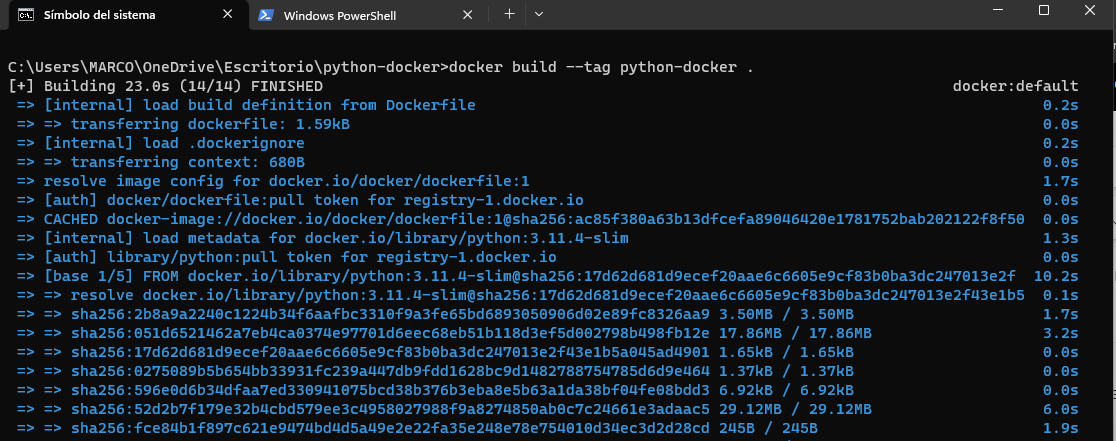 Símbolo del sistema
Windows PowerShell
C:\Users\MARCO\OneDrive\Escritorio\python-docker>docker build --tag python-docker .
[+] Building 23.0s (14/14) FINISHED docker:default
=> [internal] load build definition from Dockerfile 0.2s
=> => transferring dockerfile: 1.59kB 0.0s
=> [internal] load .dockerignore 0.2s
=> => transferring context: 680B 0.0s
=> resolve image config for docker.io/docker/dockerfile:1 1.7s
=> [auth] docker/dockerfile:pull token for registry-1.docker.io 0.0s
=> CACHED docker-image://docker.io/docker/dockerfile:1@sha256:ac85f380a63b13dfcefa89046420e1781752bab202122f8f50 0.0s
=> [internal] load metadata for docker.io/library/python:3.11.4-slim 1.3s
=> [auth] library/python:pull token for registry-1.docker.io 0.0s
=> [base 1/5] FROM docker.io/library/python:3.11.4-slim@sha256:17d62d681d9ecef20aae6c6605e9cf83b0ba3dc247013e2f 10.2s
=> => resolve docker.io/library/python:3.11.4-slim@sha256:17d62d681d9ecef20aae6c6605e9cf83b0ba3dc247013e2f43e1b5 0.1s
=> => sha256:2b8a9a2240c1224b34f6aafbc3310f9a3fe65bd6893050906d02e89fc8326aa9 3.50MB / 3.50MB 1.7s
=> => sha256:051d6521462a7eb4ca0374e97701d6eec68eb51b118d3ef5d002798b498fb12e 17.86MB / 17.86MB 3.2s
=> => sha256:17d62d681d9ecef20aae6c6605e9cf83b0ba3dc247013e2f43e1b5a045ad4901 1.65kB / 1.65kB 0.0s
=> => sha256:0275089b5b654bb33931fc239a447db9fdd1628bc9d1482788754785d6d9e464 1.37kB / 1.37kB 0.0s
=> => sha256:596e0d6b34dfaa7ed330941075bcd38b376b3eba8e5b63a1da38bf04fe08bdd3 6.92kB / 6.92kB 0.0s
=> => sha256:52d2b7f179e32b4cbd579ee3c4958027988f9a8274850ab0c7c24661e3adaac5 29.12MB / 29.12MB 6.0s
=> => sha256:fce84b1f897c621e9474bd4d5a49e2e22fa35e248e78e754010d34ec3d2d28cd 245B / 245B 1.9s